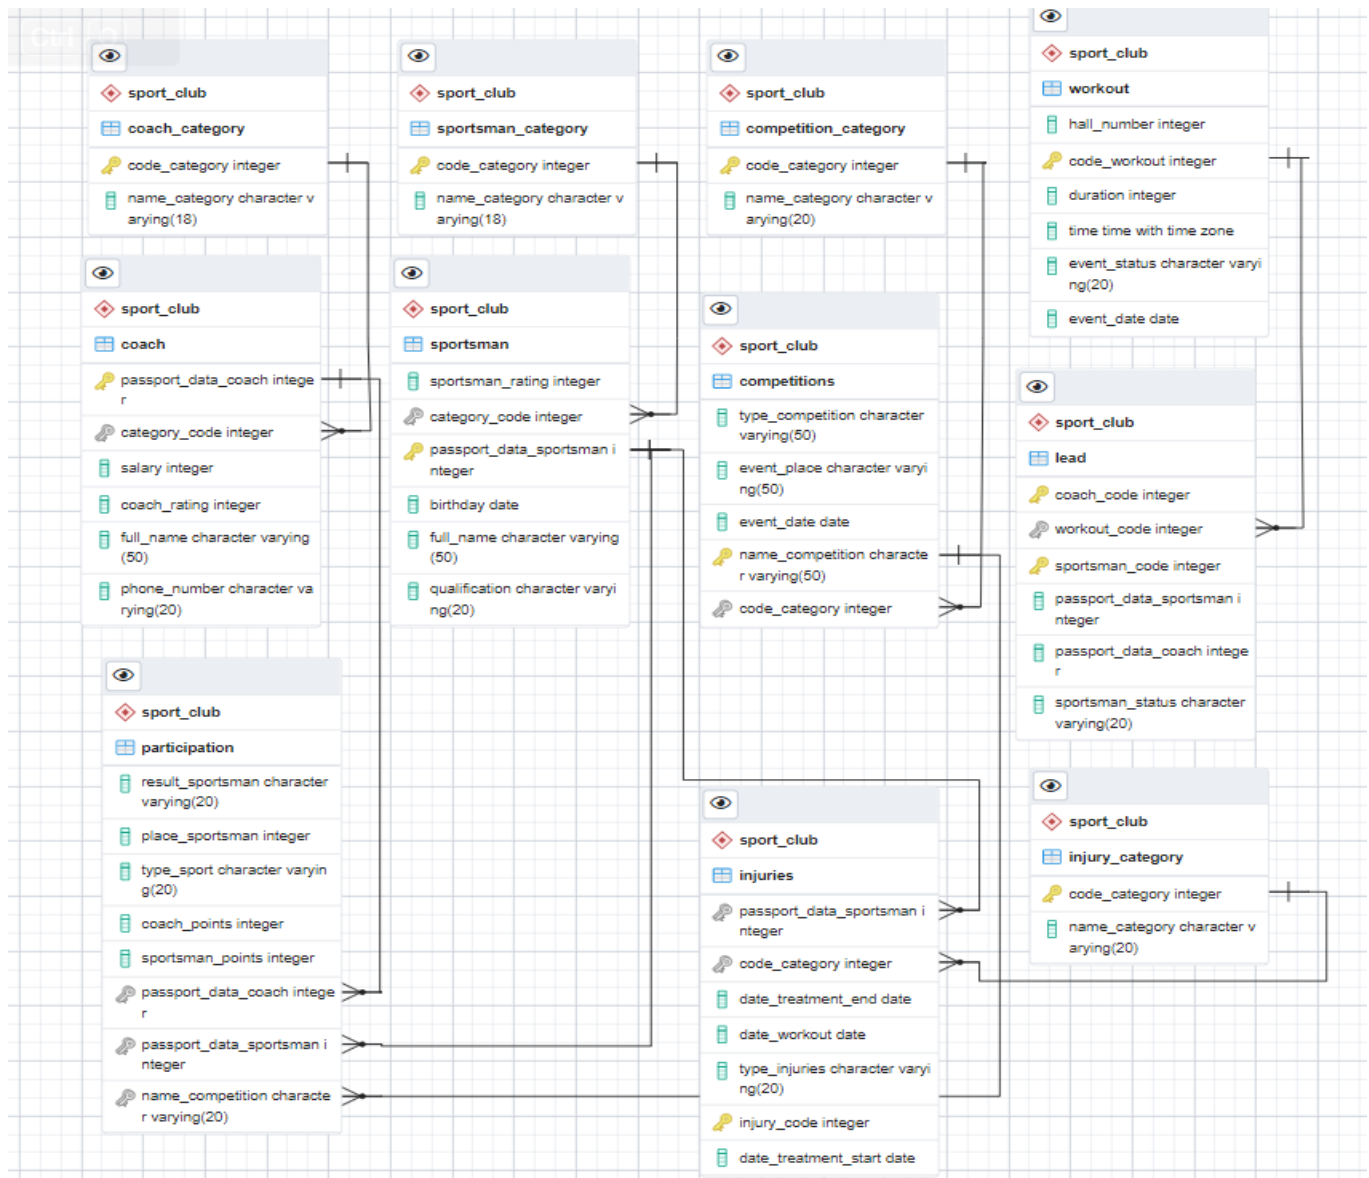 Ctrl
sport_club
coach_category
code_category integer
name_category character v
arying(18)
sport_club
sportsman_category
code_category integer
name_category character v
arying(18)
sport_club
competition_category
code_category integer
name_category character v
arying(20)
sport_club
workout
hall_number integer
code_workout integer
duration integer
time time with time zone
event_status character varyi
ng(20)
event_date date
sport_club
coach
passport_data_coach intege
r
category_code integer
salary integer
coach_rating integer
full_name character varying
(50)
phone_number character va
rying(20)
sport_club
sportsman
sportsman_rating integer
category_code integer
passport_data_sportsman i
nteger
birthday date
full_name character varying
(50)
qualification character varyi
ng(20)
sport_club
competitions
type_competition character
varying(50)
event_place character varyi
ng(50)
event_date date
name_competition characte
r varying(50)
code_category integer
sport_club
lead
coach_code integer
workout_code integer
sportsman_code integer
passport_data_sportsman i
nteger
passport_data_coach intege
r
sportsman_status character
varying(20)
sport_club
participation
result_sportsman character
varying(20)
place_sportsman integer
type_sport character varyin
g(20)
coach_points integer
sportsman_points integer
passport_data_coach intege
r
passport_data_sportsman i
nteger
name_competition characte
r varying(20)
sport_club
injuries
passport_data_sportsman i
nteger
code_category integer
date_treatment_end date
date_workout date
type_injuries character varyi
ng(20)
injury_code integer
date_treatment_start date
sport_club
injury_category
code_category integer
name_category character v
arying(20)